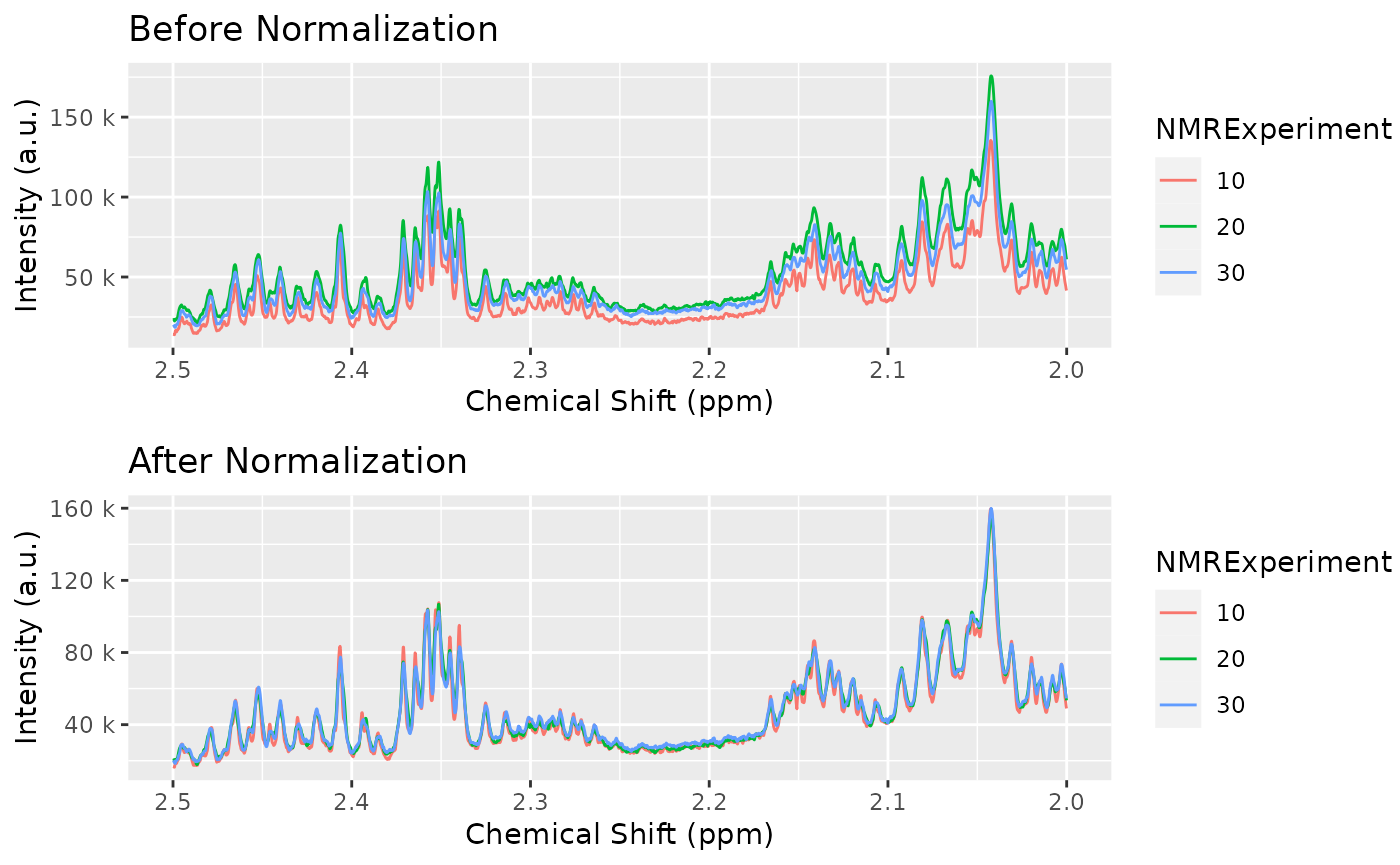 Before Normalization
Intensity (a.u.)
150 k
100 k
50 k
2.5 2.4 2.3 2.2 2.1 2.0
Chemical Shift (ppm)
NMRExperiment
10
20
30
After Normalization
Intensity (a.u.)
160 k
120 k
80 k
40 k
2.5 2.4 2.3 2.2 2.1 2.0
Chemical Shift (ppm)
NMRExperiment
10
20
30